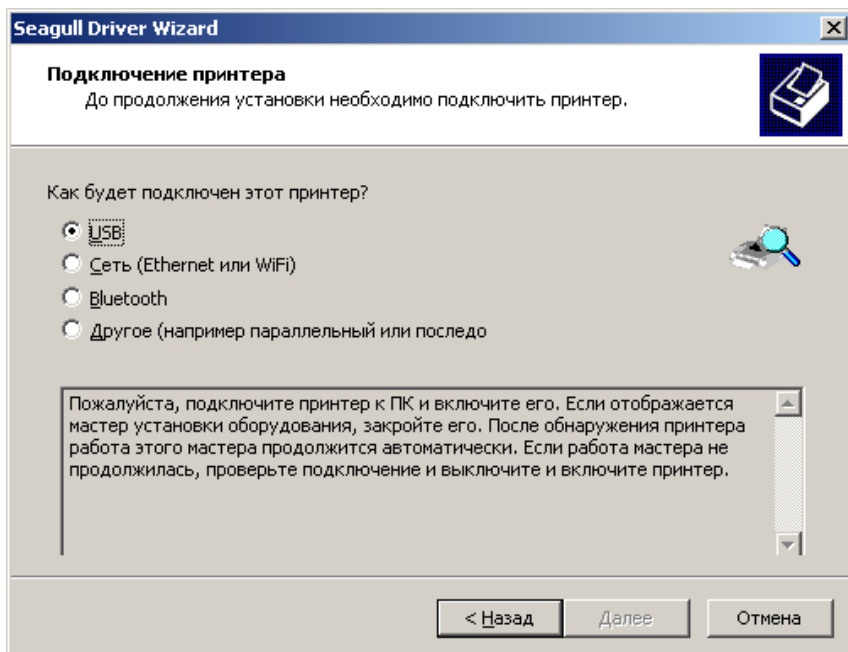 Seagull Driver Wizard
Подключение принтера
До продолжения установки необходимо подключить принтер.
Как будет подключен этот принтер?
USB
Сеть (Ethernet или WiFi)
Bluetooth
Другое (например параллельный или последо
Пожалуйста, подключите принтер к ПК и включите его. Если отображается
мастер установки оборудования, закройте его. После обнаружения принтера
работа этого мастера продолжится автоматически. Если работа мастера не
продолжилась, проверьте подключение и выключите и включите принтер.
< Назад Далее Отмена